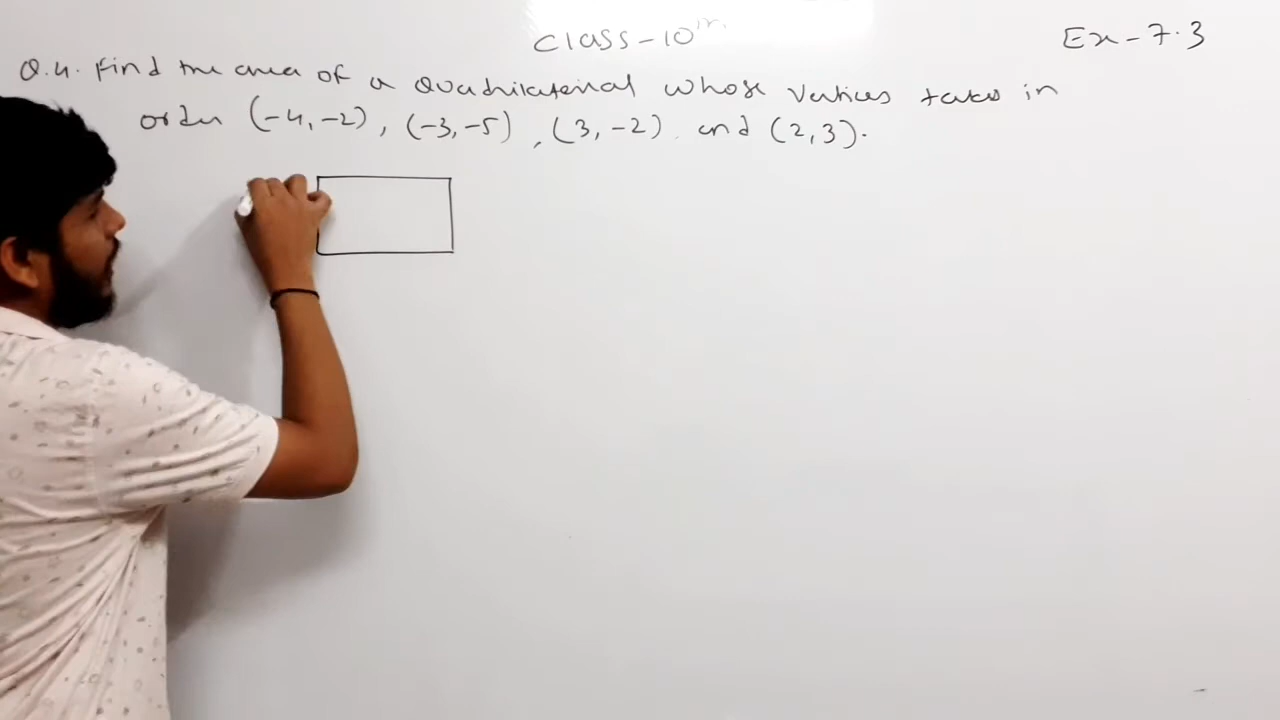 Class-10th
Ex-7.3
Q.4. Find the area of a Quadrilaterial whose vertices taken in
order (-4,-2), (-3,-5), (3,-2) and (2,3).